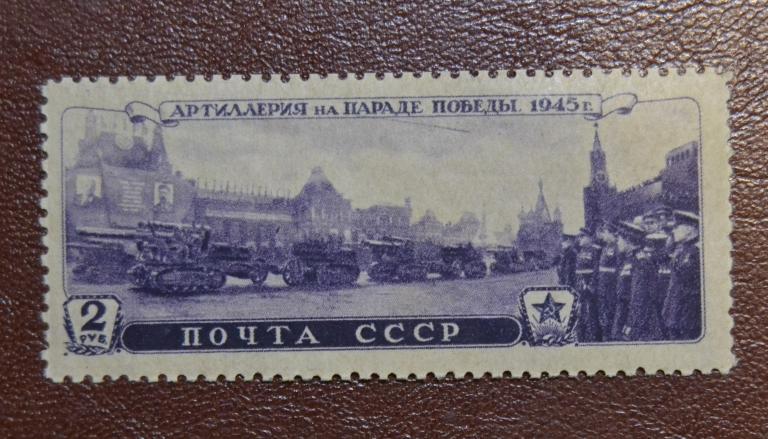 АРТИЛЛЕРИЯ НА ПАРАДЕ ПОБЕДЫ. 1945 г.
2
РУБ.
ПОЧТА СССР